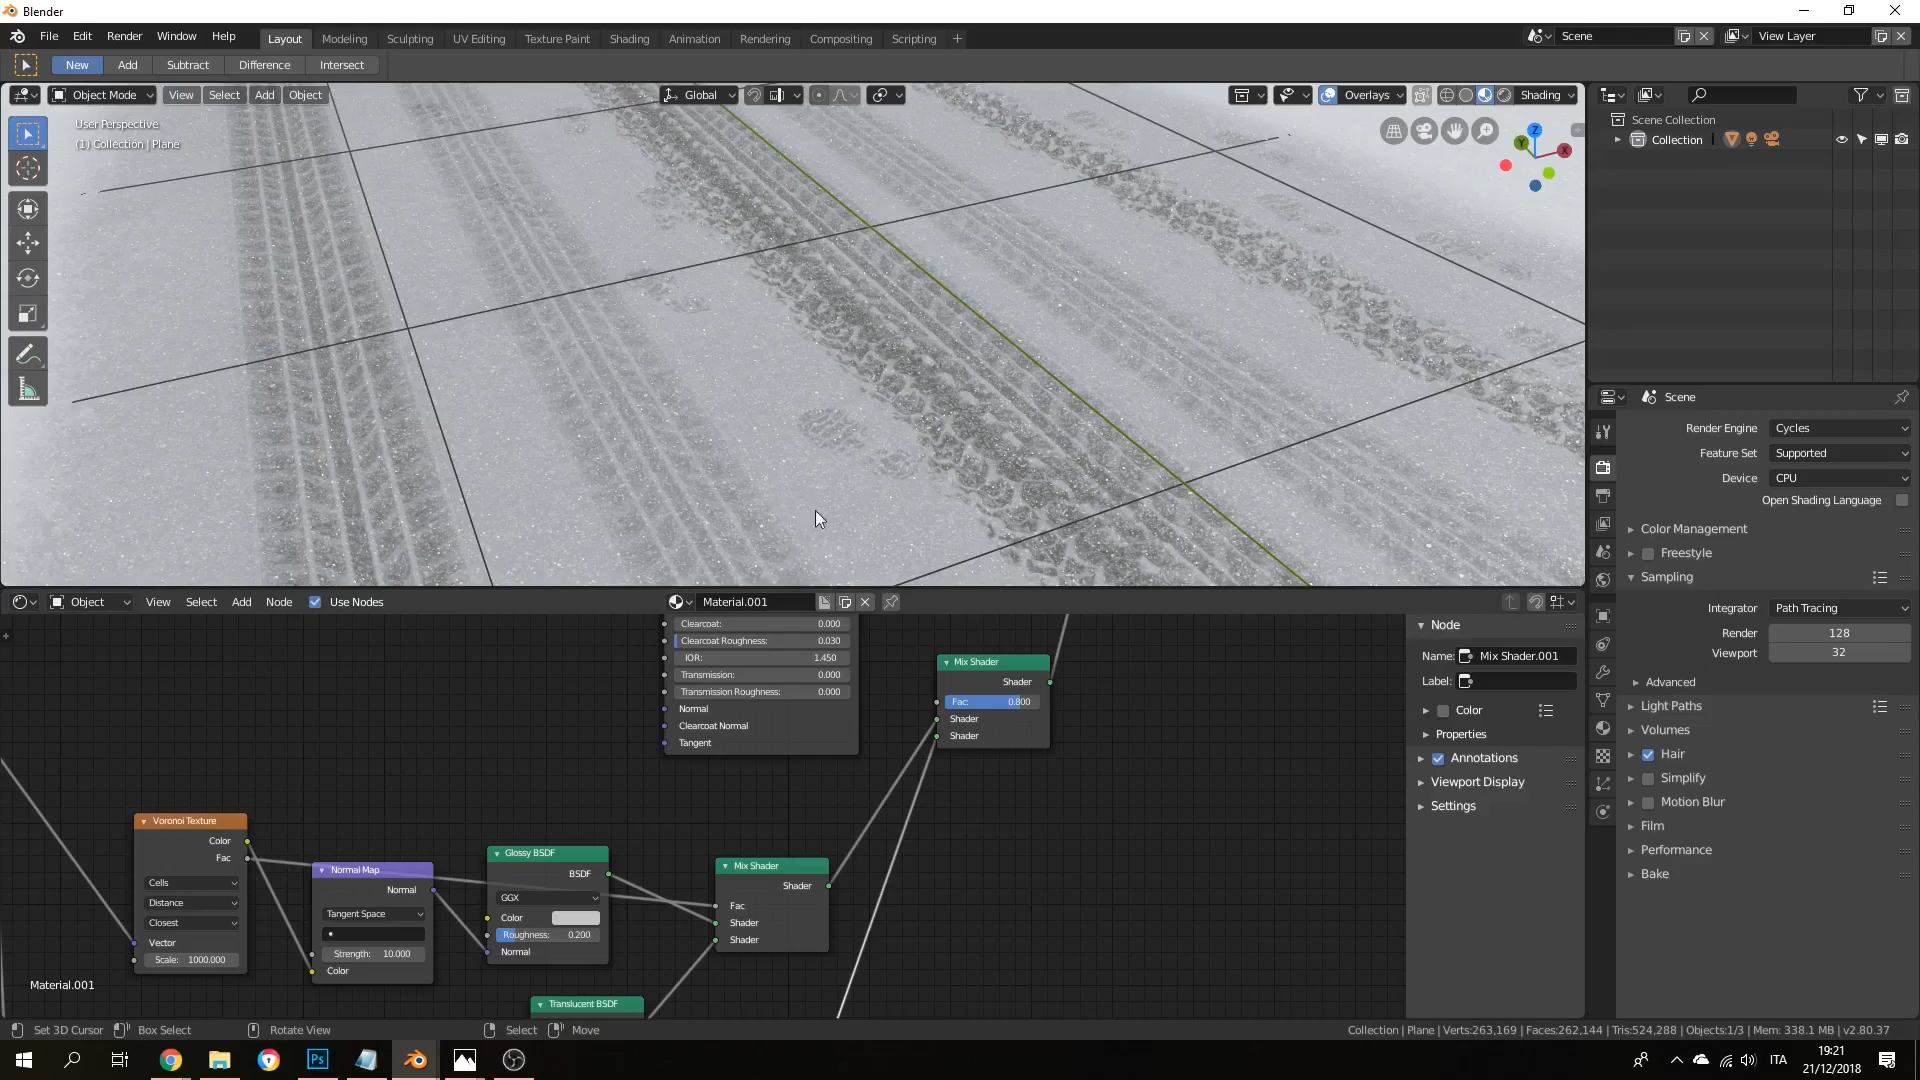 Blender
File Edit Render Window Help Layout Modeling Sculpting UV Editing Texture Paint Shading Animation Rendering Compositing Scripting + Scene View Layer
New Add Subtract Difference Intersect
Object Mode View Select Add Object Global Overlays Shading
User Perspective
(1) Collection | Plane
Z
Y
X
Scene Collection
Collection
Scene
Render Engine Cycles
Feature Set Supported
Device CPU
Open Shading Language
Color Management
Freestyle
Sampling
Integrator Path Tracing
Render 128
Viewport 32
Advanced
Light Paths
Volumes
Hair
Simplify
Motion Blur
Film
Performance
Bake
Object View Select Add Node Use Nodes Material.001
Clearcoat: 0.000
Clearcoat Roughness: 0.030
IOR: 1.450
Transmission: 0.000
Transmission Roughness: 0.000
Normal
Clearcoat Normal
Tangent
Mix Shader
Shader
Fac: 0.800
Shader
Shader
Node
Name: Mix Shader.001
Label:
Color
Properties
Annotations
Viewport Display
Settings
Voronoi Texture
Color
Fac
Cells
Distance
Closest
Vector
Scale: 1000.000
Normal Map
Normal
Tangent Space
Strength: 10.000
Color
Glossy BSDF
BSDF
GGX
Color
Roughness: 0.200
Normal
Mix Shader
Shader
Fac
Shader
Shader
Translucent BSDF
Material.001
Set 3D Cursor Box Select Rotate View Select Move Collection | Plane | Verts:263,169 | Faces:262,144 | Tris:524,288 | Objects:1/3 | Mem: 338.1 MB | v2.80.37
Ps ITA 19:21
21/12/2018